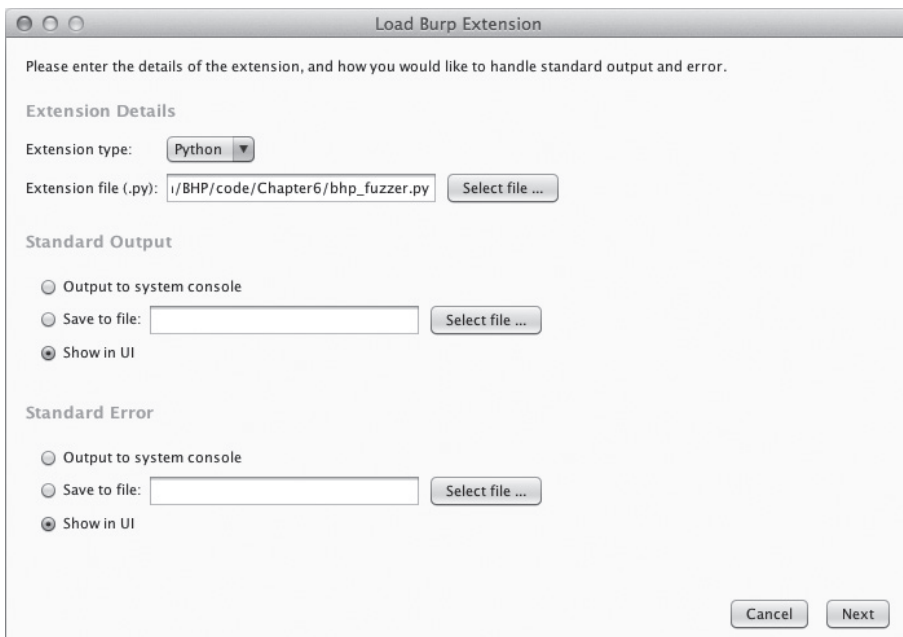 Load Burp Extension
Please enter the details of the extension, and how you would like to handle standard output and error.
Extension Details
Extension type: Python
Extension file (.py): /BHP/code/Chapter6/bhp_fuzzer.py Select file ...
Standard Output
Output to system console
Save to file: Select file ...
Show in UI
Standard Error
Output to system console
Save to file: Select file ...
Show in UI
Cancel Next